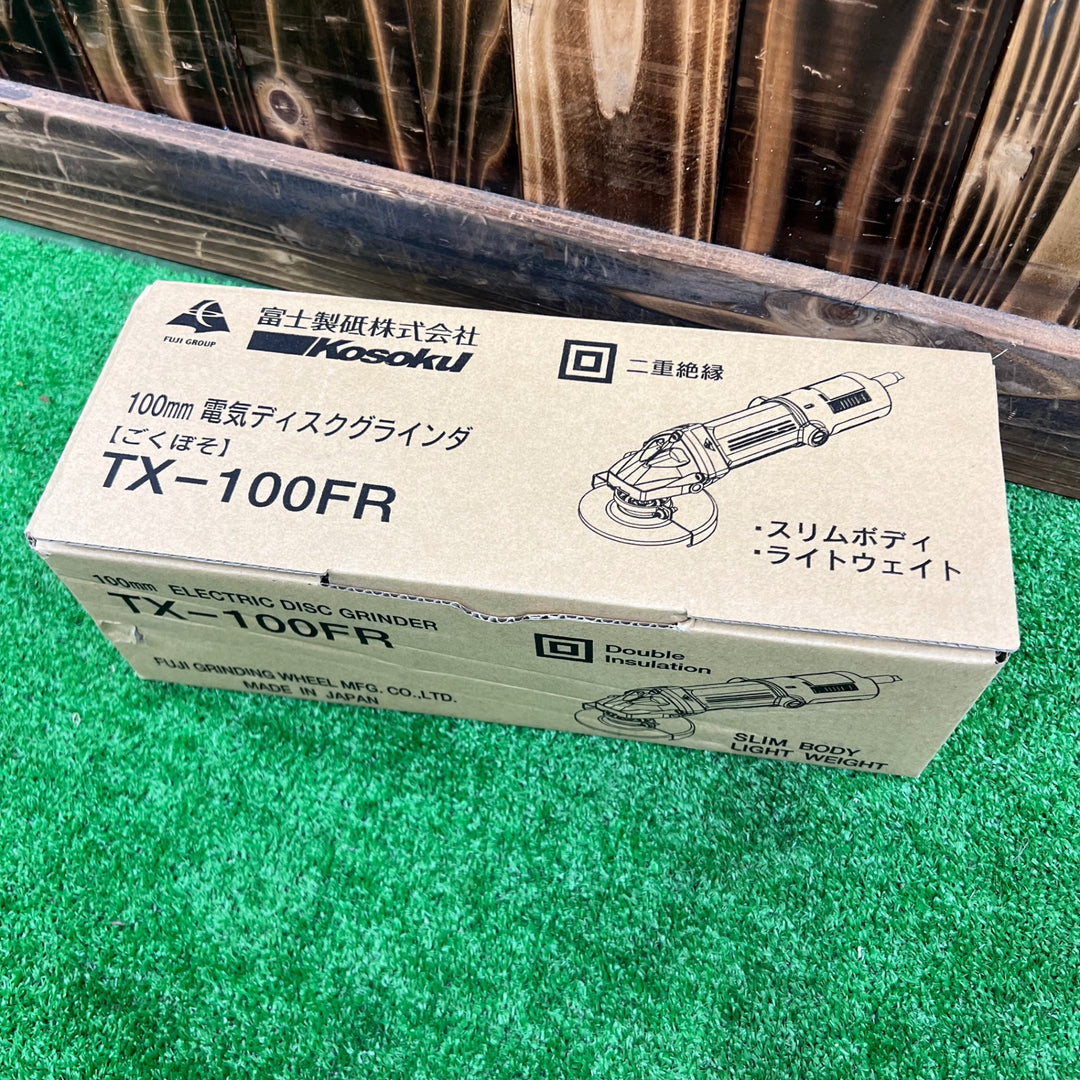 FUJI GROUP
富士製砥株式会社
Kosoku
二重絶縁
100mm 電気ディスクグラインダ
【ごくぼそ】
TX-100FR
・スリムボディ
・ライトウェイト
100mm ELECTRIC DISC GRINDER
TX-100FR
Double
Insulation
FUJI GRINDING WHEEL MFG. CO.,LTD.
MADE IN JAPAN
SLIM BODY
LIGHT WEIGHT